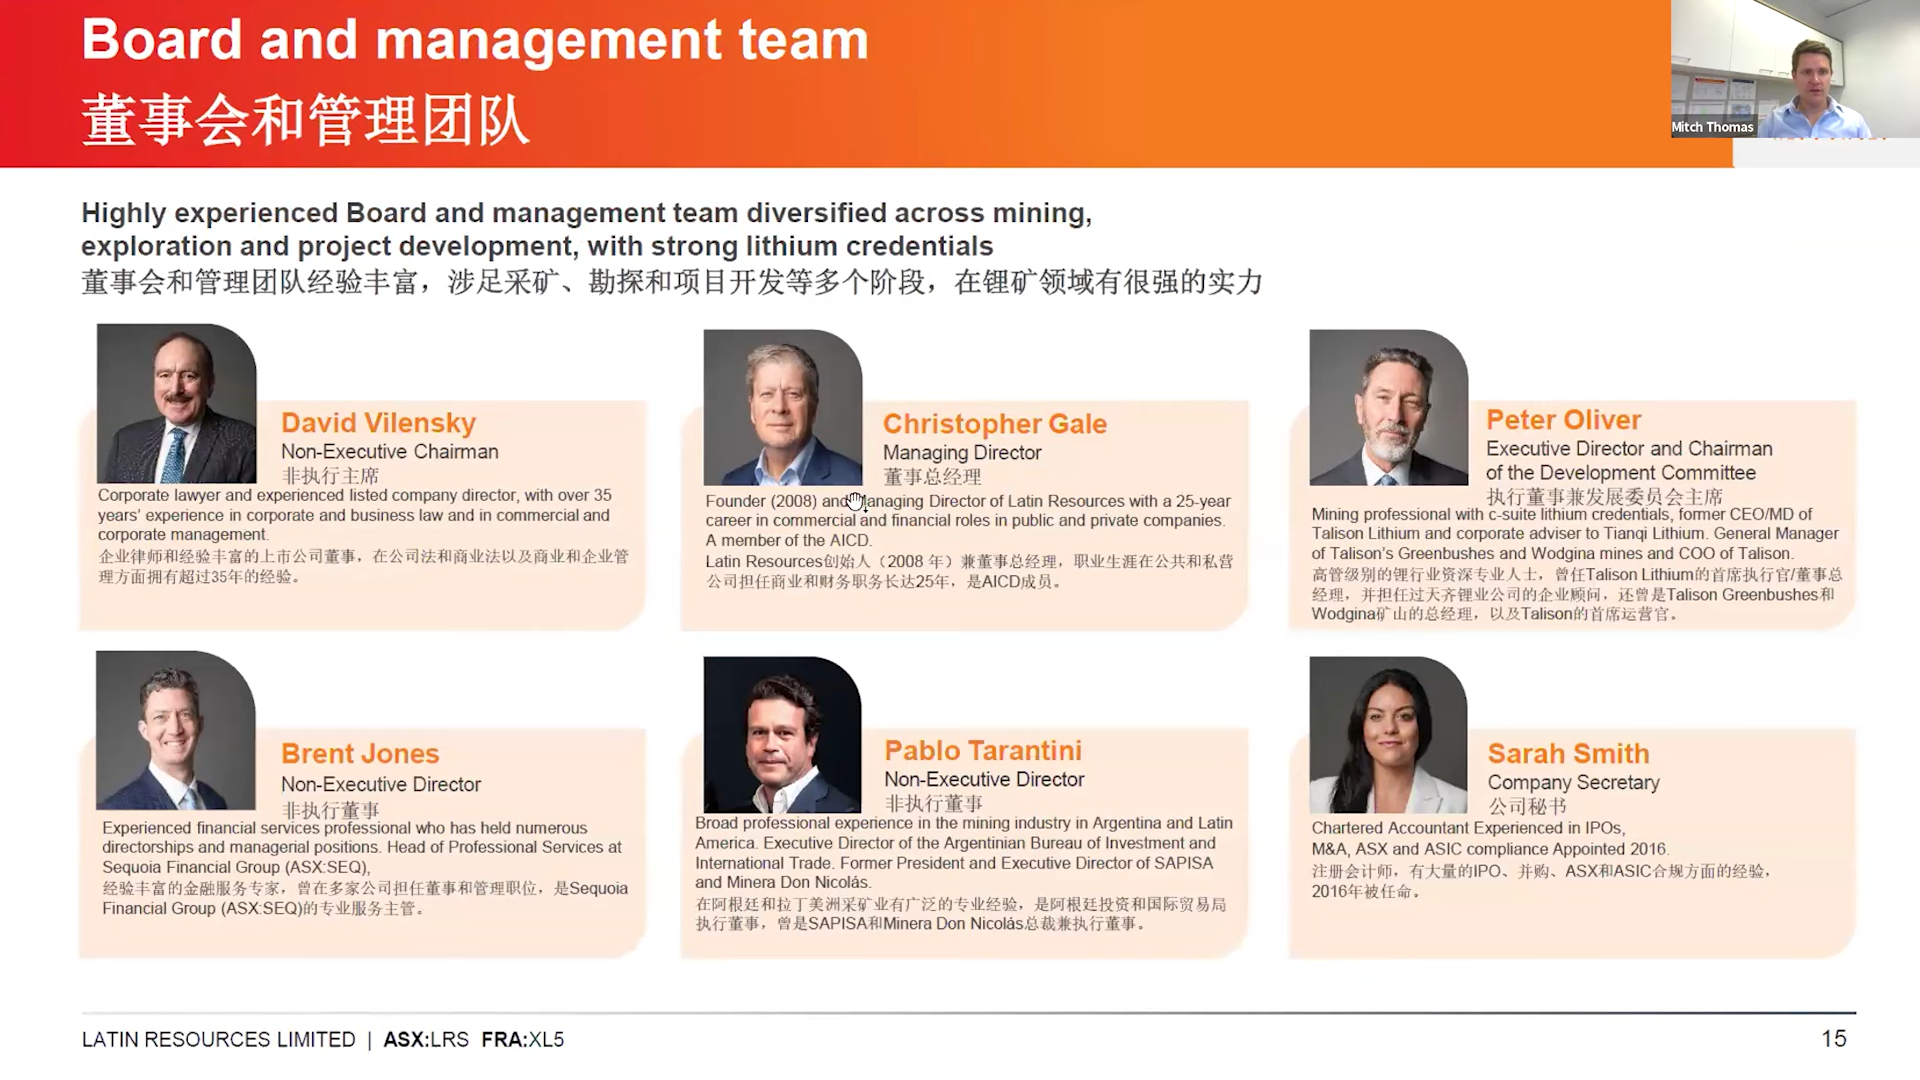 Board and management team
董事会和管理团队
Mitch Thomas
Highly experienced Board and management team diversified across mining,
exploration and project development, with strong lithium credentials
董事会和管理团队经验丰富，涉足采矿、勘探和项目开发等多个阶段，在锂矿领域有很强的实力
David Vilensky
Non-Executive Chairman
非执行主席
Corporate lawyer and experienced listed company director, with over 35
years' experience in corporate and business law and in commercial and
corporate management.
企业律师和经验丰富的上市公司董事，在公司法和商业法以及商业和企业管
理方面拥有超过35年的经验。
Christopher Gale
Managing Director
董事总经理
Founder (2008) and Managing Director of Latin Resources with a 25-year
career in commercial and financial roles in public and private companies.
A member of the AICD.
Latin Resources创始人（2008 年）兼董事总经理，职业生涯在公共和私营
公司担任商业和财务职务长达25年，是AICD成员。
Peter Oliver
Executive Director and Chairman
of the Development Committee
执行董事兼发展委员会主席
Mining professional with c-suite lithium credentials, former CEO/MD of
Talison Lithium and corporate adviser to Tianqi Lithium. General Manager
of Talison's Greenbushes and Wodgina mines and COO of Talison.
高管级别的锂行业资深专业人士，曾任Talison Lithium的首席执行官/董事总
经理，并担任过天齐锂业公司的企业顾问，还曾是Talison Greenbushes和
Wodgina矿山的总经理，以及Talison的首席运营官。
Brent Jones
Non-Executive Director
非执行董事
Experienced financial services professional who has held numerous
directorships and managerial positions. Head of Professional Services at
Sequoia Financial Group (ASX:SEQ),
经验丰富的金融服务专家，曾在多家公司担任董事和管理职位，是Sequoia
Financial Group (ASX:SEQ)的专业服务主管。
Pablo Tarantini
Non-Executive Director
非执行董事
Broad professional experience in the mining industry in Argentina and Latin
America. Executive Director of the Argentinian Bureau of Investment and
International Trade. Former President and Executive Director of SAPISA
and Minera Don Nicolás.
在阿根廷和拉丁美洲采矿业有广泛的专业经验，是阿根廷投资和国际贸易局
执行董事，曾是SAPISA和Minera Don Nicolás总裁兼执行董事。
Sarah Smith
Company Secretary
公司秘书
Chartered Accountant Experienced in IPOs,
M&A, ASX and ASIC compliance Appointed 2016.
注册会计师，有大量的IPO、并购、ASX和ASIC合规方面的经验，
2016年被任命。
LATIN RESOURCES LIMITED | ASX:LRS FRA:XL5
15